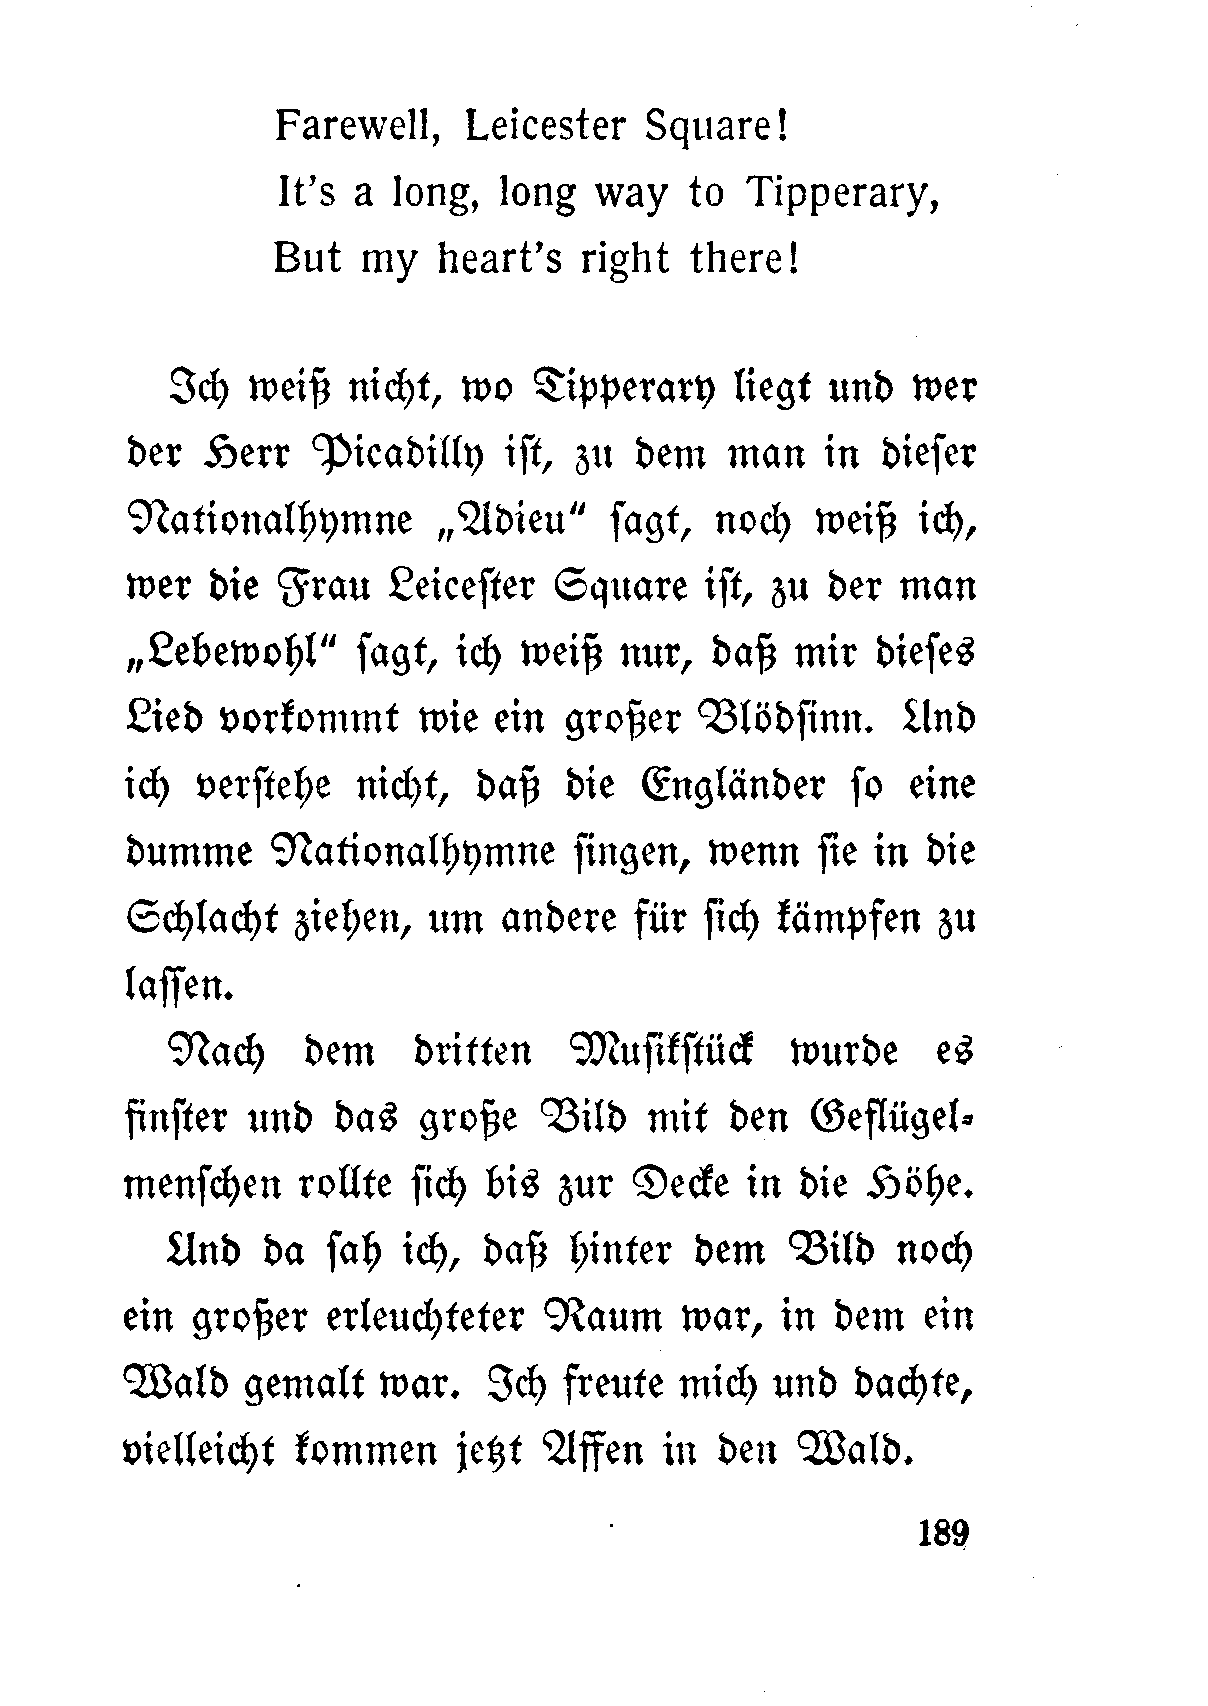 Farewell, Leicester Square!
It's a long, long way to Tipperary,
But my heart's right there!
Ich weiß nicht, wo Tipperary liegt und wer
der Herr Picadilly ist, zu dem man in dieser
Nationalhymne „Adieu“ sagt, noch weiß ich,
wer die Frau Leicester Square ist, zu der man
„Lebewohl“ sagt, ich weiß nur, daß mir dieses
Lied vorkommt wie ein großer Blödsinn. Und
ich verstehe nicht, daß die Engländer so eine
dumme Nationalhymne singen, wenn sie in die
Schlacht ziehen, um andere für sich kämpfen zu
lassen.
Nach dem dritten Musikstück wurde es
finster und das große Bild mit den Geflügel-
menschen rollte sich bis zur Decke in die Höhe.
Und da sah ich, daß hinter dem Bild noch
ein großer erleuchteter Raum war, in dem ein
Wald gemalt war. Ich freute mich und dachte,
vielleicht kommen jetzt Affen in den Wald.
189